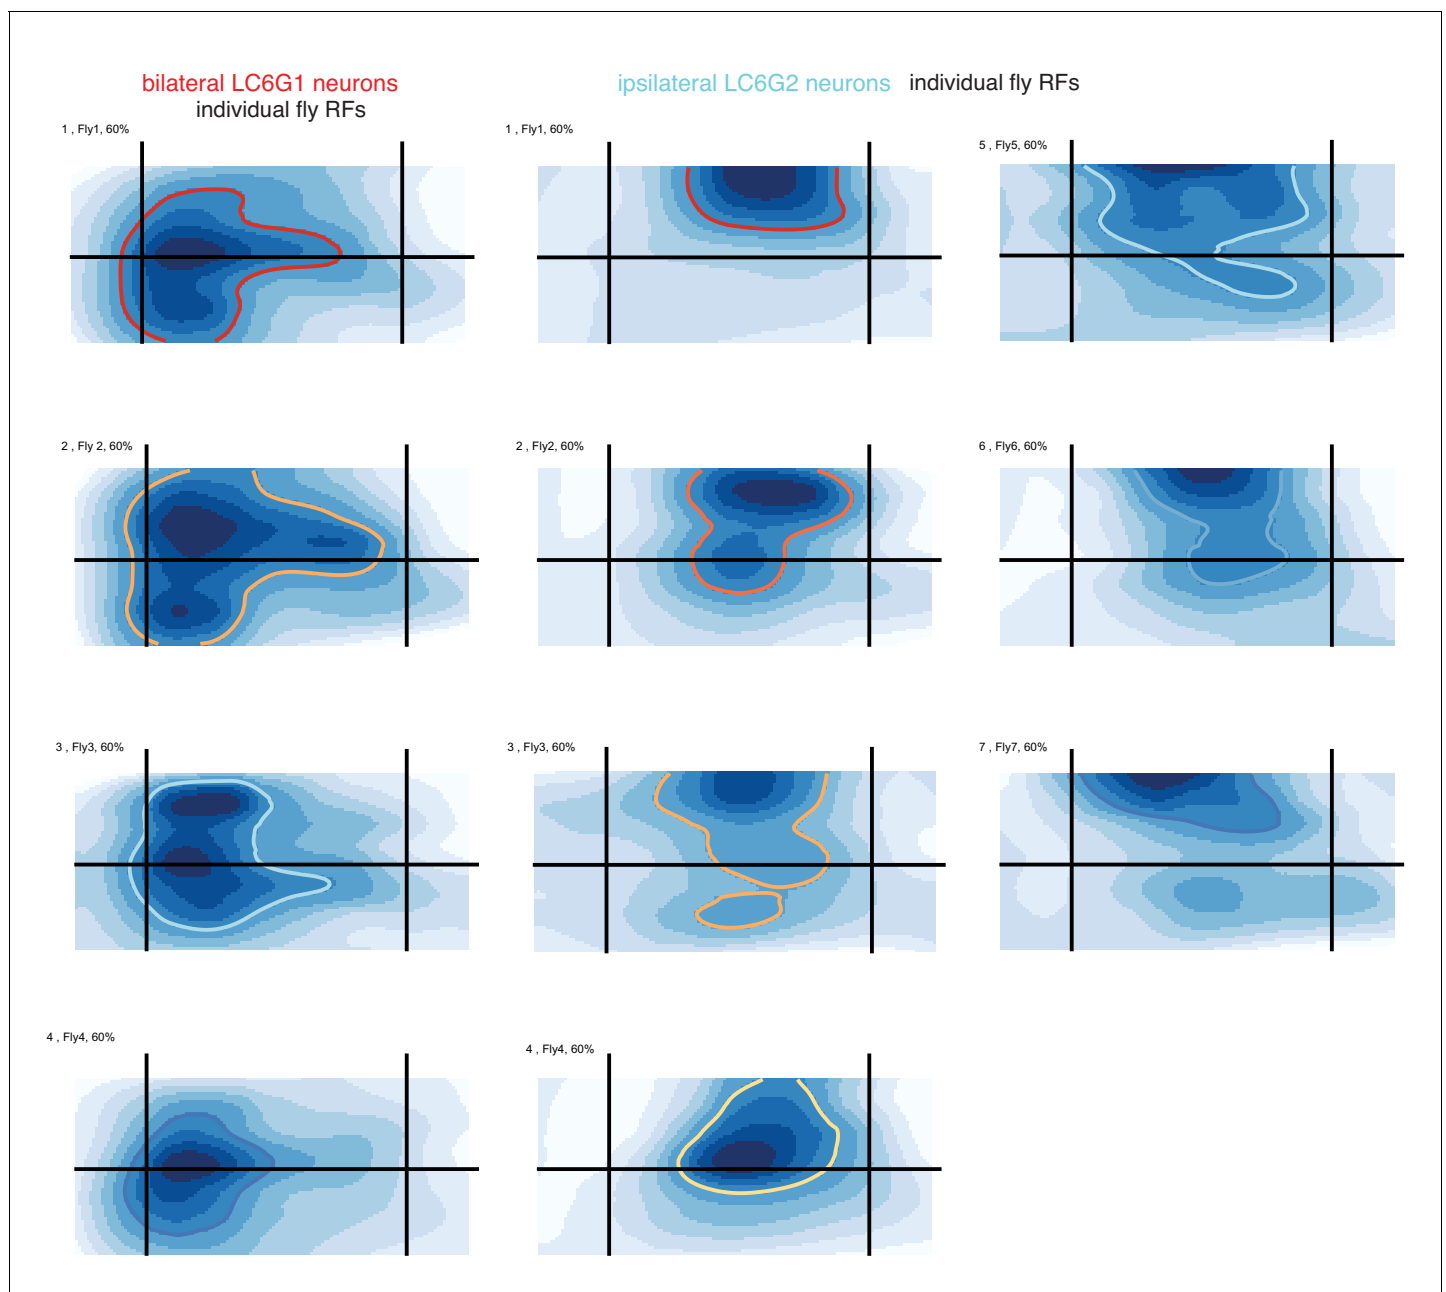 bilateral LC6G1 neurons
individual fly RFs
ipsilateral LC6G2 neurons individual fly RFs
1 , Fly1, 60%
1 , Fly1, 60%
5 , Fly5, 60%
2 , Fly 2, 60%
2 , Fly2, 60%
6 , Fly6, 60%
3 , Fly3, 60%
3 , Fly3, 60%
7 , Fly7, 60%
4 , Fly4, 60%
4 , Fly4, 60%